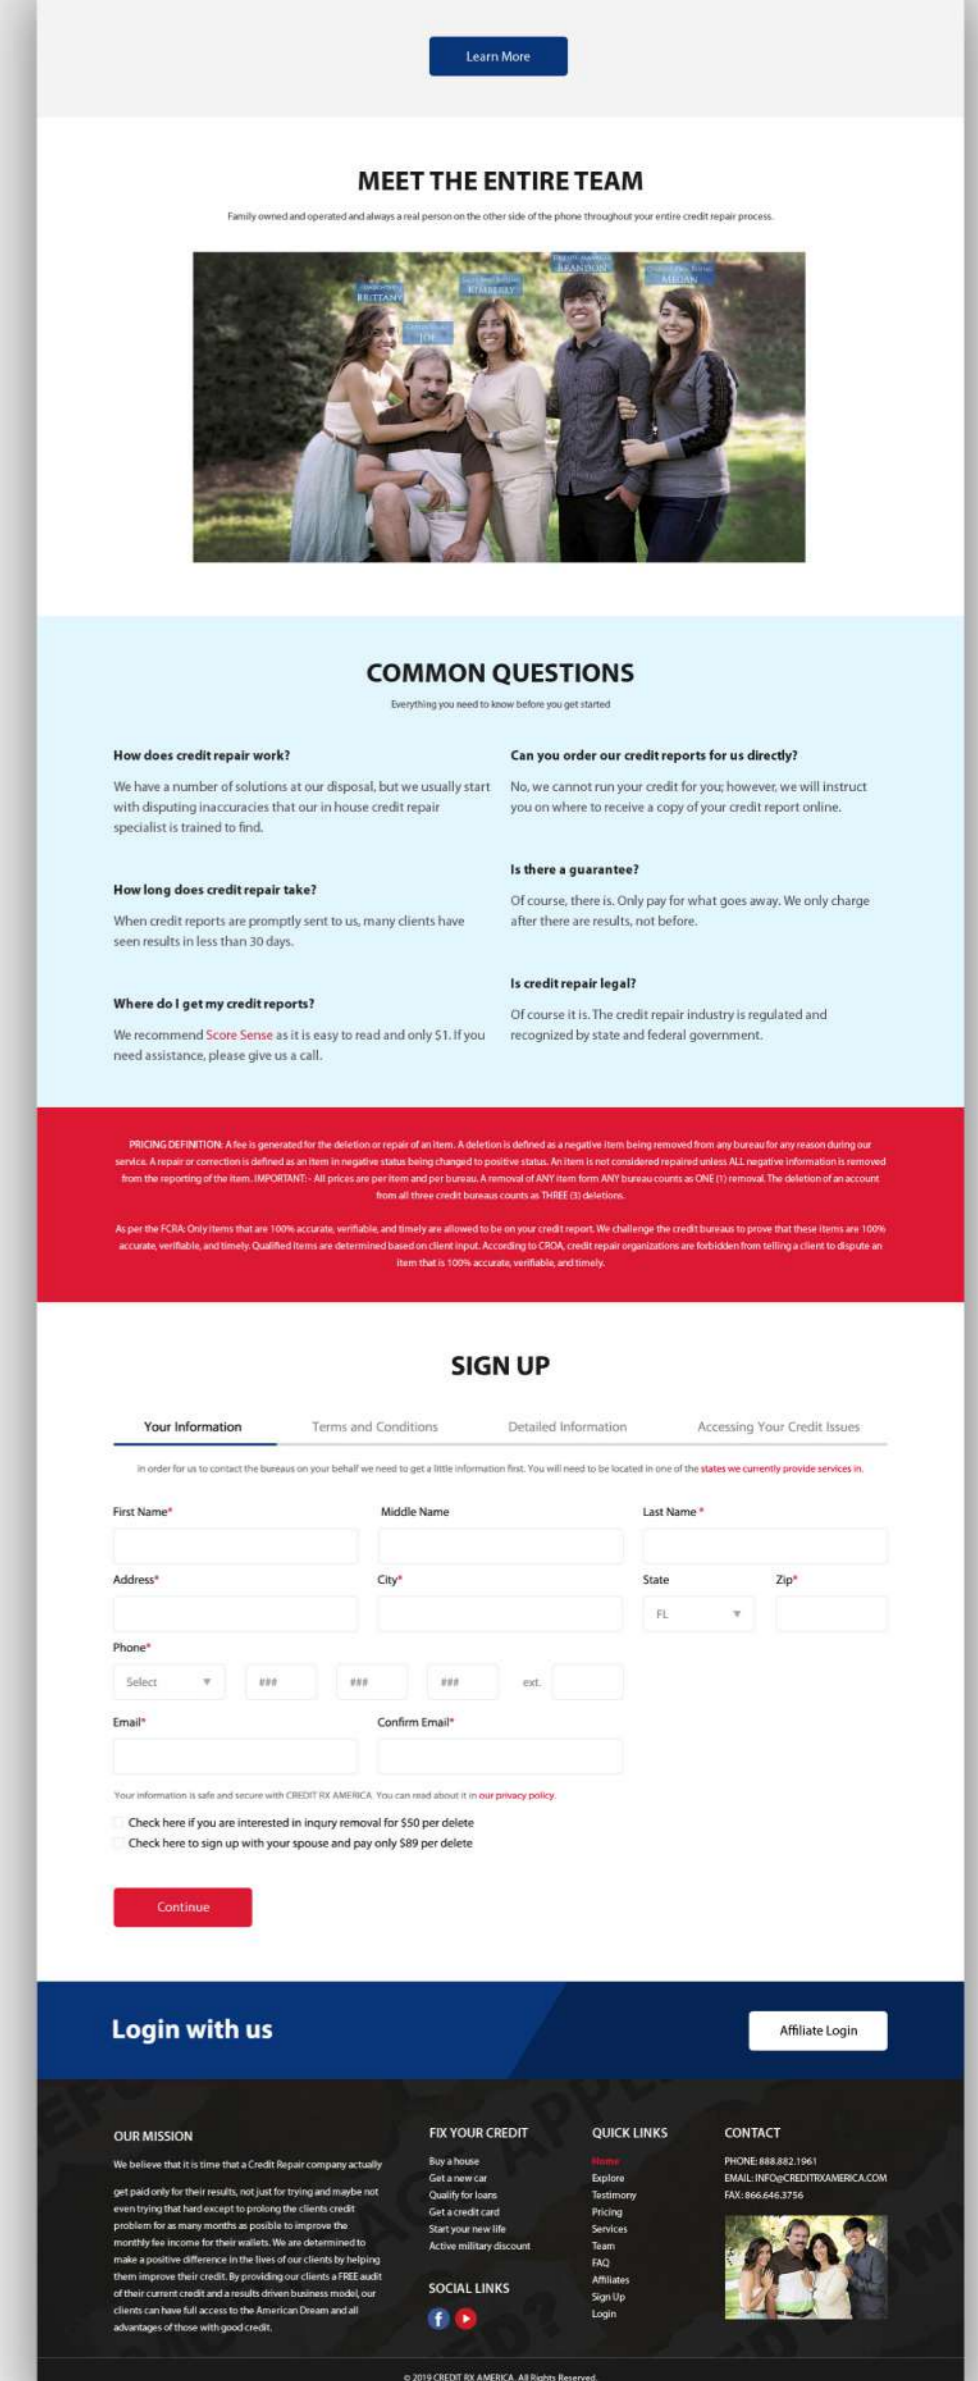 Learn More
MEET THE ENTIRE TEAM
Family owned and operated and always a real person on the other side of the phone throughout your entire credit repair process.
BRITTANY
JOE
KIMBERLY
BRANDON
MEGAN
COMMON QUESTIONS
Everything you need to know before you get started
How does credit repair work?
We have a number of solutions at our disposal, but we usually start
with disputing inaccuracies that our in house credit repair
specialist is trained to find.
How long does credit repair take?
When credit reports are promptly sent to us, many clients have
seen results in less than 30 days.
Where do I get my credit reports?
We recommend Score Sense as it is easy to read and only $1. If you
need assistance, please give us a call.
Can you order our credit reports for us directly?
No, we cannot run your credit for you; however, we will instruct
you on where to receive a copy of your credit report online.
Is there a guarantee?
Of course, there is. Only pay for what goes away. We only charge
after there are results, not before.
Is credit repair legal?
Of course it is. The credit repair industry is regulated and
recognized by state and federal government.
PRICING DEFINITION: A fee is generated for the deletion or repair of an item. A deletion is defined as a negative item being removed from any bureau for any reason during our
service. A repair or correction is defined as an item in negative status being changed to positive status. An item is not considered repaired unless ALL negative information is removed
from the reporting of the item. IMPORTANT: - All prices are per item and per bureau. A removal of ANY item form ANY bureau counts as ONE (1) removal. The deletion of an account
from all three credit bureaus counts as THREE (3) deletions.
As per the FCRA: Only items that are 100% accurate, verifiable, and timely are allowed to be on your credit report. We challenge the credit bureaus to prove that these items are 100%
accurate, verifiable, and timely. Qualified items are determined based on client input. According to CROA, credit repair organizations are forbidden from telling a client to dispute an
item that is 100% accurate, verifiable, and timely.
SIGN UP
Your Information Terms and Conditions Detailed Information Accessing Your Credit Issues
in order for us to contact the bureaus on your behalf we need to get a little information first. You will need to be located in one of the states we currently provide services in.
First Name* Middle Name Last Name *
Address* City* State Zip*
FL
Phone*
Select ### ### ### ext.
Email* Confirm Email*
Your information is safe and secure with CREDIT RX AMERICA. You can read about it in our privacy policy.
Check here if you are interested in inqury removal for $50 per delete
Check here to sign up with your spouse and pay only $89 per delete
Continue
Login with us
Affiliate Login
OUR MISSION
We believe that it is time that a Credit Repair company actually
get paid only for their results, not just for trying and maybe not
even trying that hard except to prolong the clients credit
problem for as many months as posible to improve the
monthly fee income for their wallets. We are determined to
make a positive difference in the lives of our clients by helping
them improve their credit. By providing our clients a FREE audit
of their current credit and a results driven business model, our
clients can have full access to the American Dream and all
advantages of those with good credit.
FIX YOUR CREDIT
Buy a house
Get a new car
Qualify for loans
Get a credit card
Start your new life
Active military discount
SOCIAL LINKS
QUICK LINKS
Home
Explore
Testimony
Pricing
Services
Team
FAQ
Affiliates
Sign Up
Login
CONTACT
PHONE: 888.882.1961
EMAIL: INFO@CREDITRXAMERICA.COM
FAX: 866.646.3756
© 2019 CREDIT RX AMERICA. All Rights Reserved.